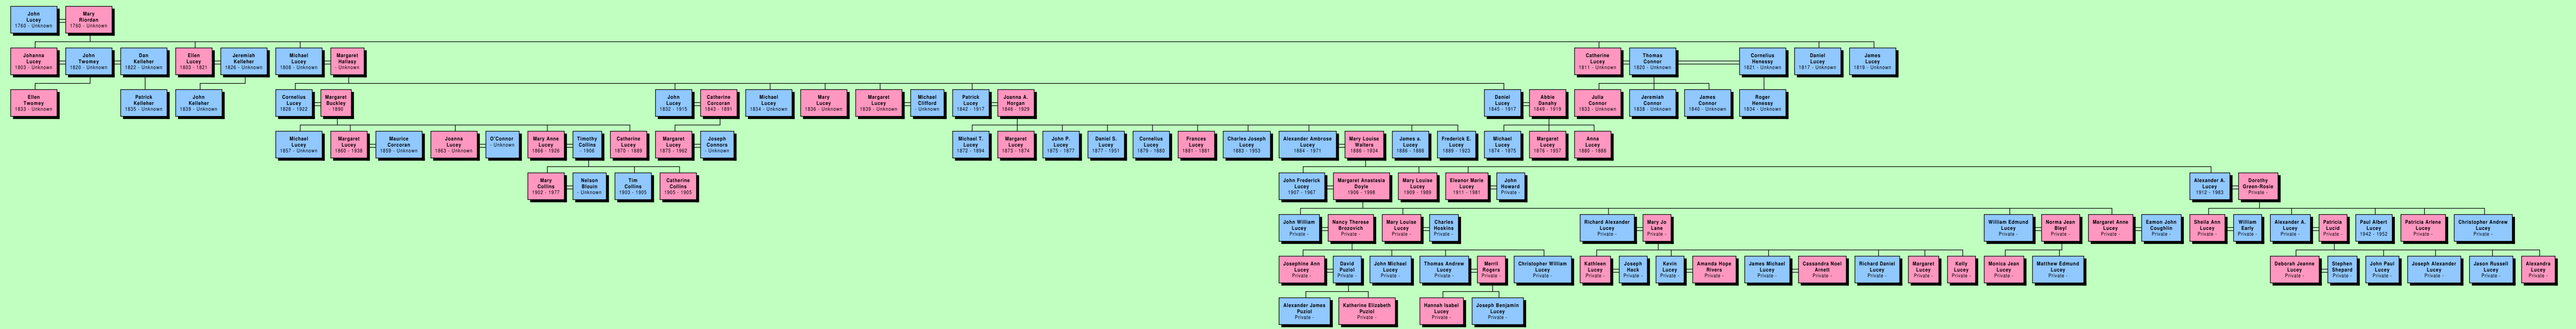 John
Lucey
1760 - Unknown
Mary
Riordan
1760 - Unknown
Johanna
Lucey
1803 - Unknown
John
Twomey
1820 - Unknown
Dan
Kelleher
1822 - Unknown
Ellen
Lucey
1803 - 1821
Jeremiah
Kelleher
1826 - Unknown
Michael
Lucey
1808 - Unknown
Margaret
Hallasy
- Unknown
Catherine
Lucey
1811 - Unknown
Thomas
Connor
1820 - Unknown
Cornelius
Henessy
1821 - Unknown
Daniel
Lucey
1817 - Unknown
James
Lucey
1819 - Unknown
Ellen
Twomey
1833 - Unknown
Patrick
Kelleher
1835 - Unknown
John
Kelleher
1839 - Unknown
Cornelius
Lucey
1828 - 1922
Margaret
Buckley
- 1890
John
Lucey
1832 - 1915
Catherine
Corcoran
1843 - 1891
Michael
Lucey
1834 - Unknown
Mary
Lucey
1836 - Unknown
Margaret
Lucey
1839 - Unknown
Michael
Clifford
- Unknown
Patrick
Lucey
1842 - 1917
Joanna A.
Horgan
1846 - 1929
Daniel
Lucey
1845 - 1917
Abbie
Danahy
1849 - 1919
Julia
Connor
1835 - Unknown
Jeremiah
Connor
1838 - Unknown
James
Connor
1840 - Unknown
Roger
Henessy
1834 - Unknown
Michael
Lucey
1857 - Unknown
Margaret
Lucey
1860 - 1938
Maurice
Corcoran
1859 - Unknown
Joanna
Lucey
1863 - Unknown
O'Connor
- Unknown
Mary Anne
Lucey
1866 - 1926
Timothy
Collins
- 1906
Catherine
Lucey
1870 - 1889
Margaret
Lucey
1875 - 1962
Joseph
Connors
- Unknown
Michael T.
Lucey
1872 - 1894
Margaret
Lucey
1873 - 1874
John P.
Lucey
1875 - 1877
Daniel S.
Lucey
1877 - 1951
Cornelius
Lucey
1879 - 1880
Frances
Lucey
1881 - 1881
Charles Joseph
Lucey
1883 - 1953
Alexander Ambrose
Lucey
1884 - 1971
Mary Louise
Walters
1886 - 1934
James a.
Lucey
1888 - 1888
Frederick E.
Lucey
1889 - 1923
Michael
Lucey
1874 - 1875
Margaret
Lucey
1876 - 1957
Anna
Lucey
1880 - 1966
Mary
Collins
1902 - 1977
Nelson
Blouin
- Unknown
Tim
Collins
1903 - 1905
Catherine
Collins
1905 - 1905
John Frederick
Lucey
1907 - 1967
Margaret Anastasia
Doyle
1906 - 1998
Mary Louise
Lucey
1909 - 1989
Eleanor Marie
Lucey
1911 - 1981
John
Howard
Private -
Alexander A.
Lucey
1912 - 1983
Dorothy
Green-Rosie
Private -
John William
Lucey
Private -
Nancy Therese
Brozovich
Private -
Mary Louise
Lucey
Private -
Charles
Hoskins
Private -
Richard Alexander
Lucey
Private -
Mary Jo
Lane
Private -
William Edmund
Lucey
Private -
Norma Jean
Bleyl
Private -
Margaret Anne
Lucey
Private -
Eamon John
Coughlin
Private -
Sheila Ann
Lucey
Private -
William
Early
Private -
Alexander A.
Lucey
Private -
Patricia
Lucid
Private -
Paul Albert
Lucey
1942 - 1952
Patricia Arlene
Lucey
Private -
Christopher Andrew
Lucey
Private -
Josephine Ann
Lucey
Private -
David
Puziol
Private -
John Michael
Lucey
Private -
Thomas Andrew
Lucey
Private -
Merril
Rogers
Private -
Christopher William
Lucey
Private -
Kathleen
Lucey
Private -
Joseph
Hack
Private -
Kevin
Lucey
Private -
Amanda Hope
Rivers
Private -
James Michael
Lucey
Private -
Cassandra Noel
Arnett
Private -
Richard Daniel
Lucey
Private -
Margaret
Lucey
Private -
Kelly
Lucey
Private -
Monica Jean
Lucey
Private -
Matthew Edmund
Lucey
Private -
Deborah Jeanne
Lucey
Private -
Stephen
Shepard
Private -
John Paul
Lucey
Private -
Joseph Alexander
Lucey
Private -
Jason Russell
Lucey
Private -
Alexandra
Lucey
Private -
Alexander James
Puziol
Private -
Katherine Elizabeth
Puziol
Private -
Hannah Isabel
Lucey
Private -
Joseph Benjamin
Lucey
Private -